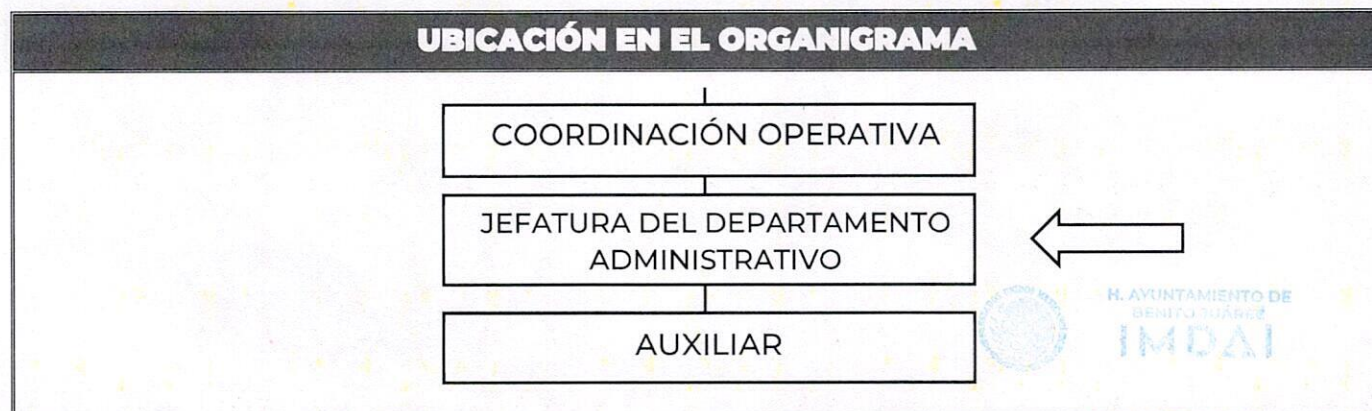 UBICACIÓN EN EL ORGANIGRAMA
COORDINACIÓN OPERATIVA
JEFATURA DEL DEPARTAMENTO
ADMINISTRATIVO
AUXILIAR
H. AYUNTAMIENTO DE
BENITO JUÁREZ
IMDAI